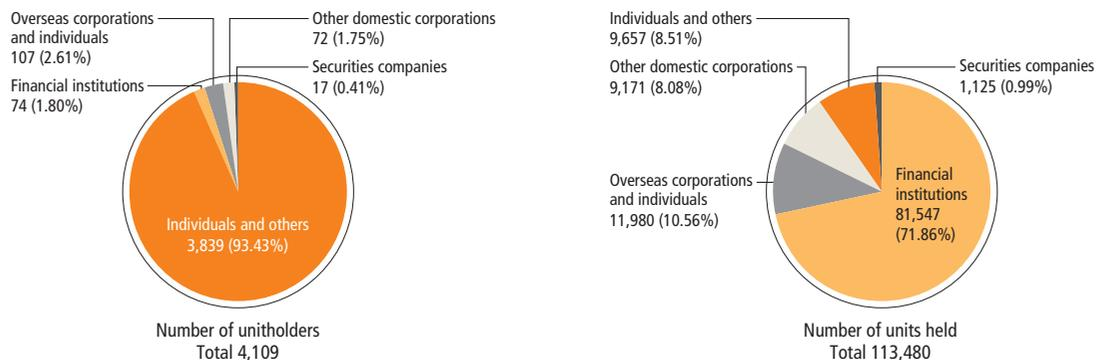 Overseas corporations
and individuals
107 (2.61%)
Financial institutions
74 (1.80%)
Other domestic corporations
72 (1.75%)
Securities companies
17 (0.41%)
Individuals and others
3,839 (93.43%)
Number of unitholders
Total 4,109
Individuals and others
9,657 (8.51%)
Other domestic corporations
9,171 (8.08%)
Overseas corporations
and individuals
11,980 (10.56%)
Securities companies
1,125 (0.99%)
Financial
institutions
81,547
(71.86%)
Number of units held
Total 113,480